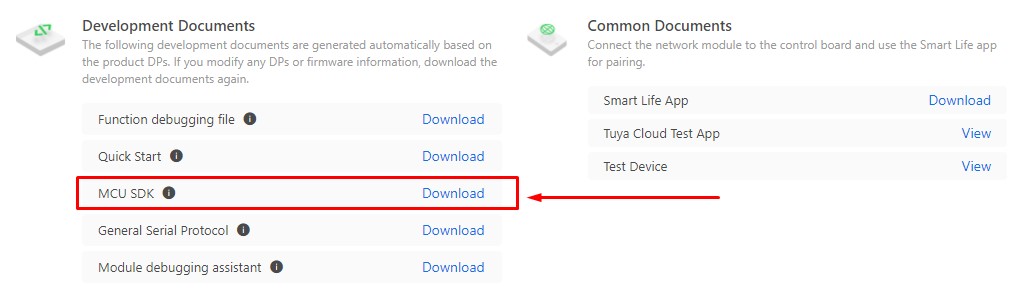 Development Documents
The following development documents are generated automatically based on
the product DPs. If you modify any DPs or firmware information, download the
development documents again.
Function debugging file Download
Quick Start Download
MCU SDK Download
General Serial Protocol Download
Module debugging assistant Download
Common Documents
Connect the network module to the control board and use the Smart Life app
for pairing.
Smart Life App Download
Tuya Cloud Test App View
Test Device View